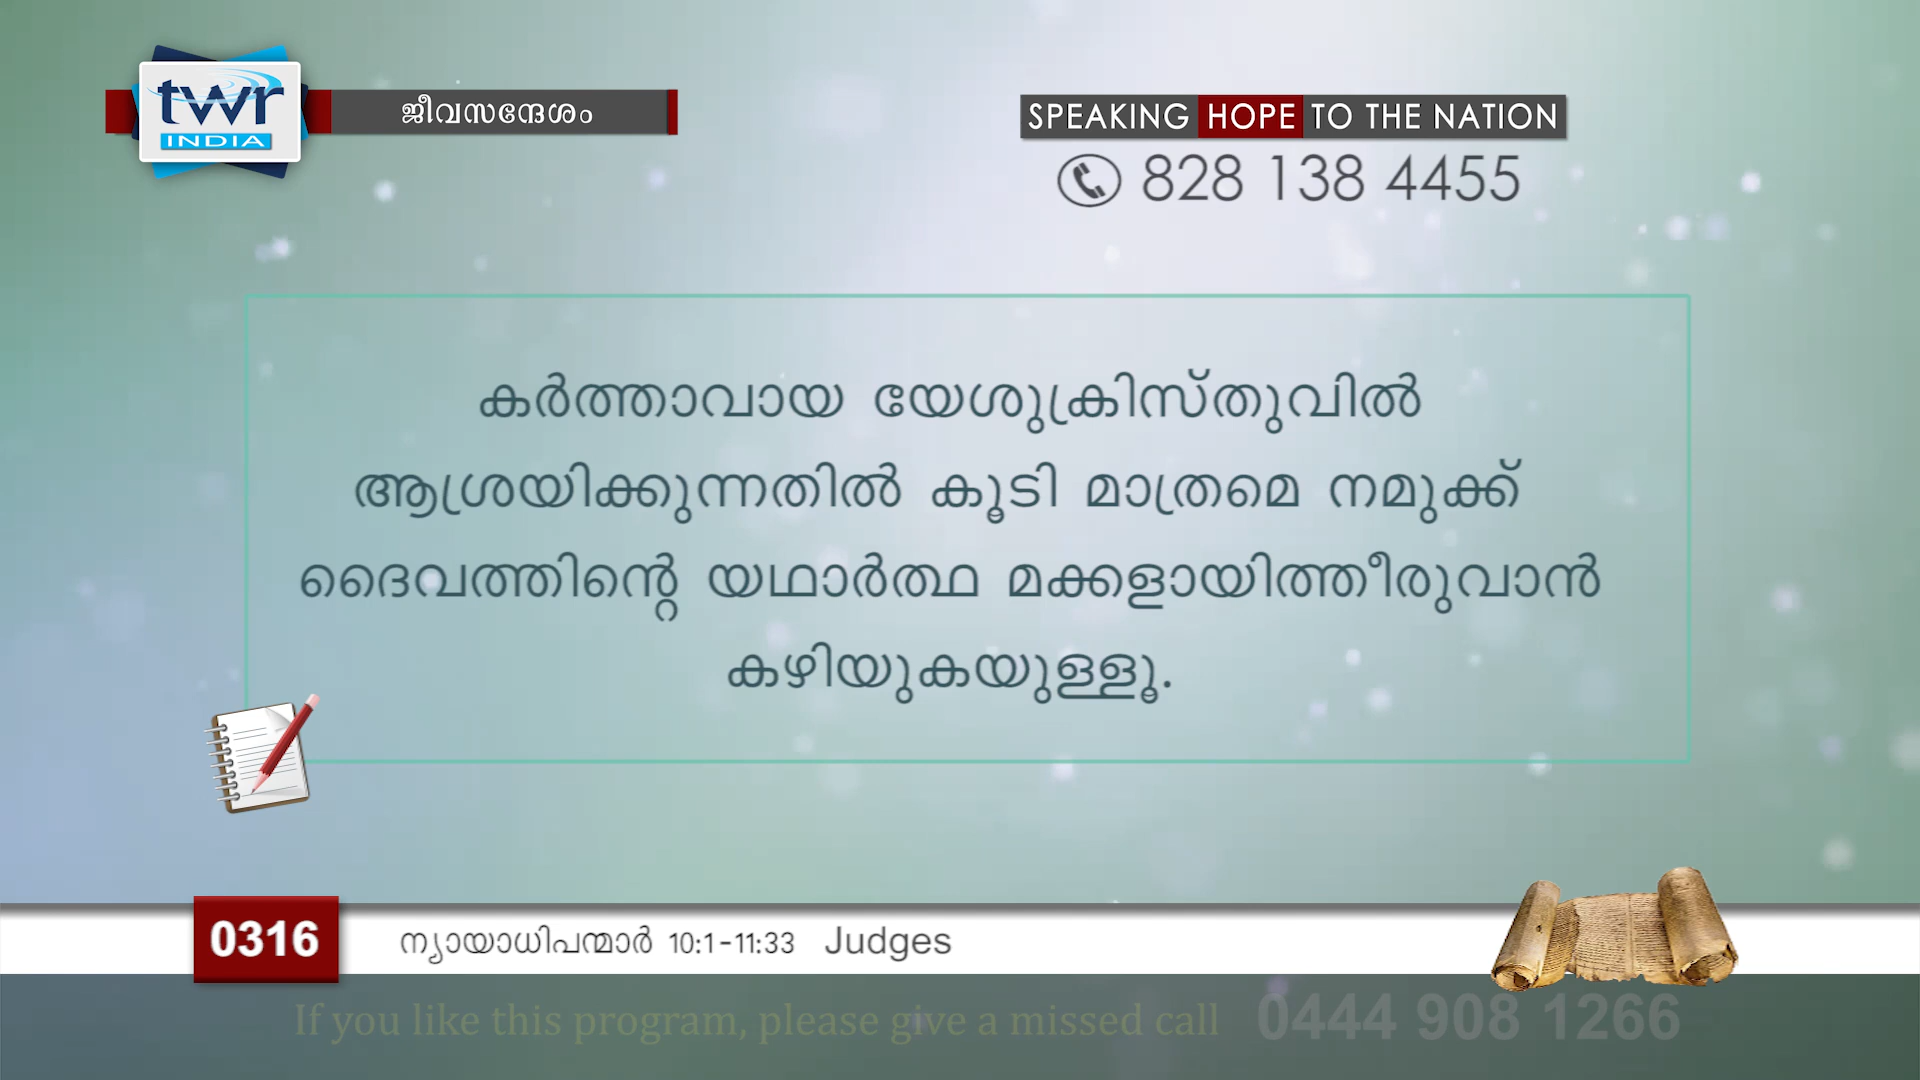 twr
INDIA
ജീവസന്ദേശം
SPEAKING HOPE TO THE NATION
828 138 4455
കർത്താവായ യേശുക്രിസ്തുവിൽ
ആശ്രയിക്കുന്നതിൽ കൂടി മാത്രമെ നമുക്ക്
ദൈവത്തിന്റെ യഥാർത്ഥ മക്കളായിത്തീരുവാൻ
കഴിയുകയുള്ളൂ.
0316 ന്യായാധിപന്മാർ 10:1-11:33 Judges
If you like this program, please give a missed call 0444 908 1266